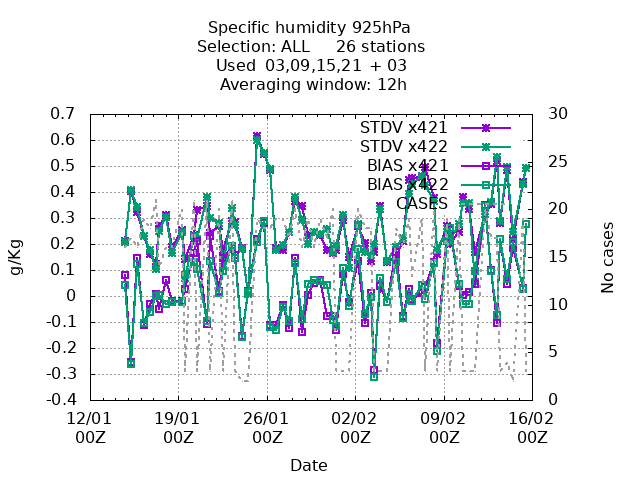 Specific humidity 925hPa
Selection: ALL 26 stations
Used 03,09,15,21 + 03
Averaging window: 12h
0.7
0.6
0.5
0.4
0.3
0.2
0.1
0
-0.1
-0.2
-0.3
-0.4
g/Kg
STDV x421
STDV x422
BIAS x421
BIAS x422
CASES
30
25
20
15
10
5
0
No cases
12/01 19/01 26/01 02/02 09/02 16/02
00Z 00Z 00Z 00Z 00Z 00Z
Date